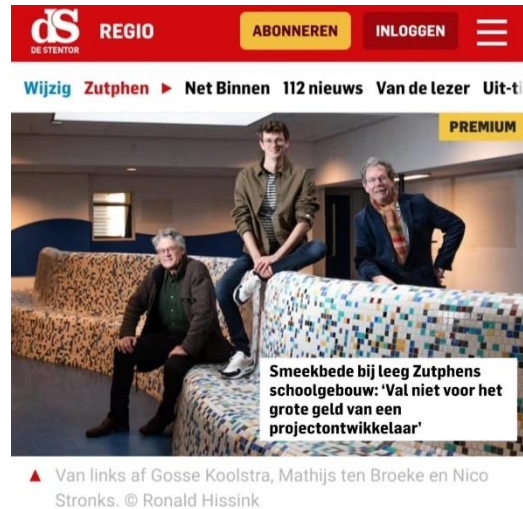 dS
DE STENTOR
REGIO
ABONNEREN
INLOGGEN
Wijzig Zutphen ▶ Net Binnen 112 nieuws Van de lezer Uit-ti
PREMIUM
Smeekbede bij leeg Zutphens
schoolgebouw: ‘Val niet voor het
grote geld van een
projectontwikkelaar’
▲ Van links af Gosse Koolstra, Mathijs ten Broeke en Nico
Stronks. © Ronald Hissink